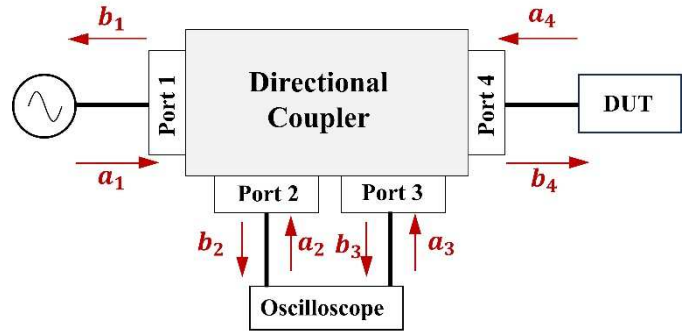 b₁
a₄
Port 1
Directional
Coupler
Port 4
DUT
a₁
b₄
Port 2
Port 3
b₂
a₂
b₃
a₃
Oscilloscope